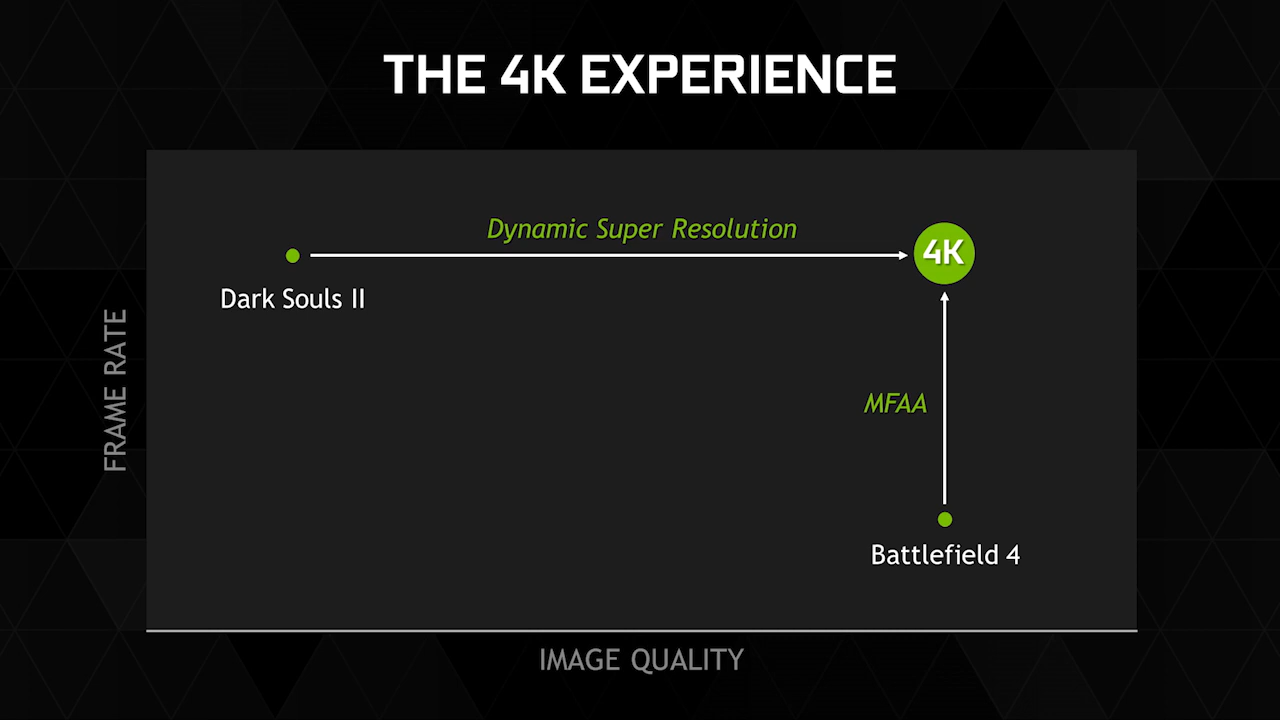 THE 4K EXPERIENCE
Dynamic Super Resolution
4K
Dark Souls II
FRAME RATE
MFAA
Battlefield 4
IMAGE QUALITY